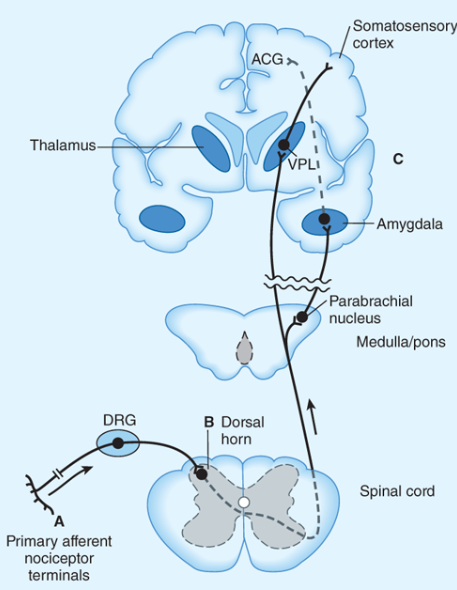 Somatosensory
cortex
ACG
Thalamus
VPL
C
Amygdala
Parabrachial
nucleus
Medulla/pons
DRG
B Dorsal
horn
Spinal cord
A
Primary afferent
nociceptor
terminals